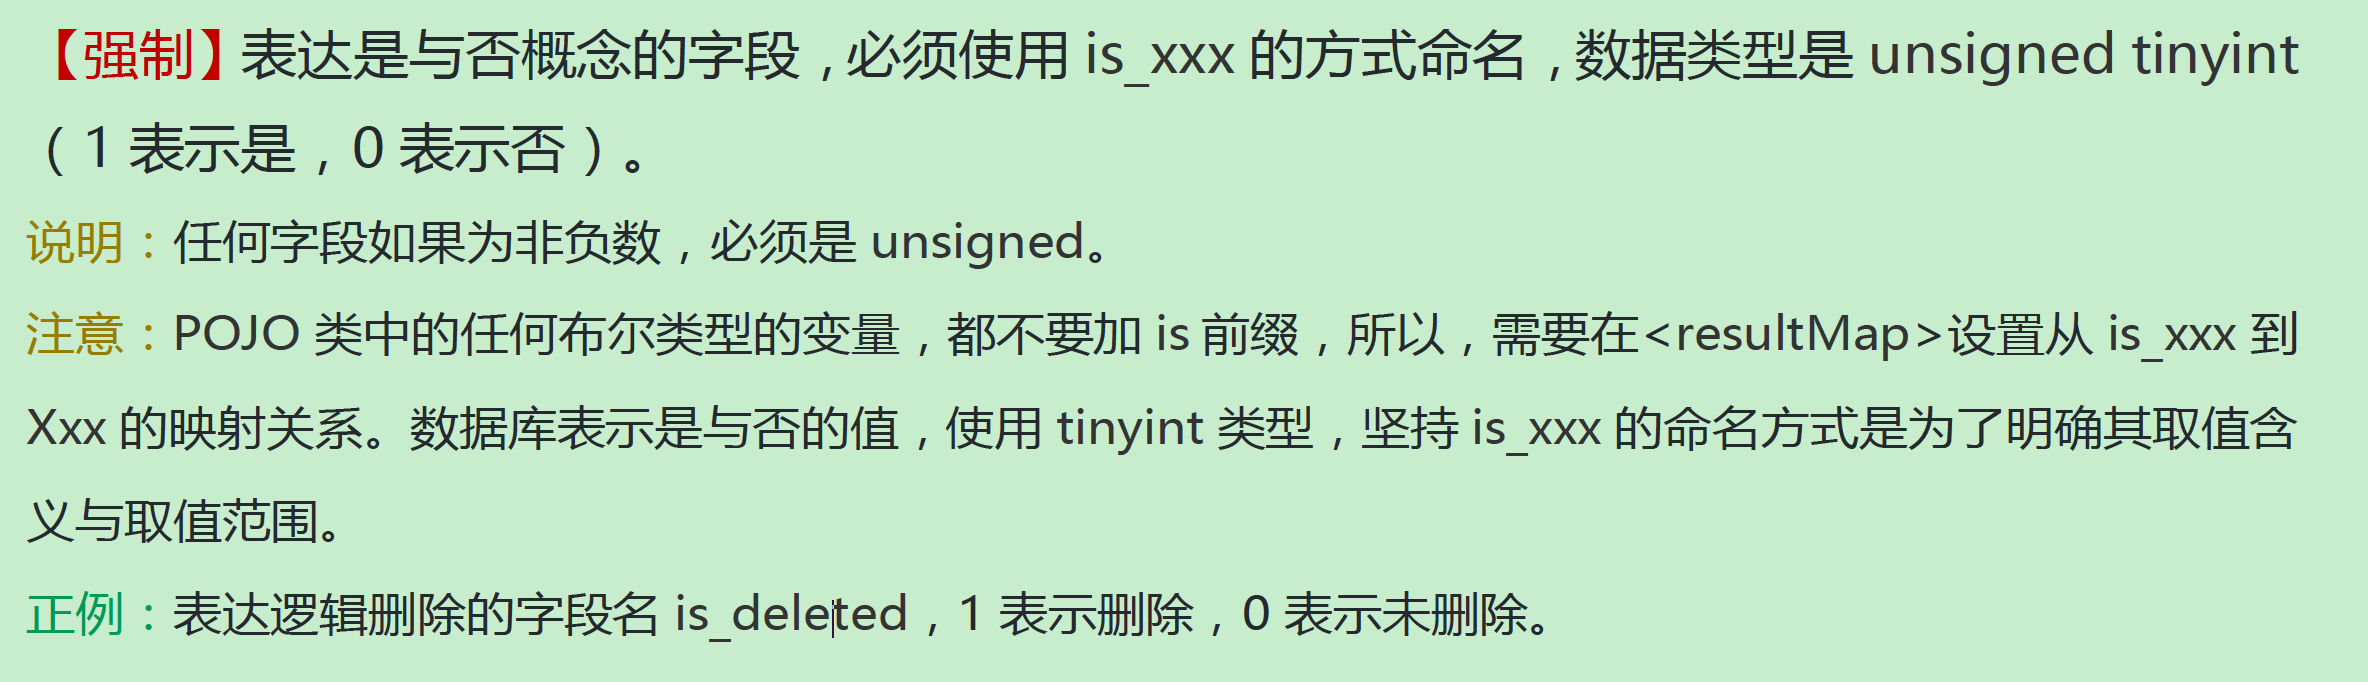 【强制】表达是与否概念的字段，必须使用 is_xxx 的方式命名，数据类型是 unsigned tinyint
（1 表示是，0 表示否）。
说明：任何字段如果为非负数，必须是 unsigned。
注意：POJO 类中的任何布尔类型的变量，都不要加 is 前缀，所以，需要在<resultMap>设置从 is_xxx 到
Xxx 的映射关系。数据库表示是与否的值，使用 tinyint 类型，坚持 is_xxx 的命名方式是为了明确其取值含
义与取值范围。
正例：表达逻辑删除的字段名 is_deleted，1 表示删除，0 表示未删除。